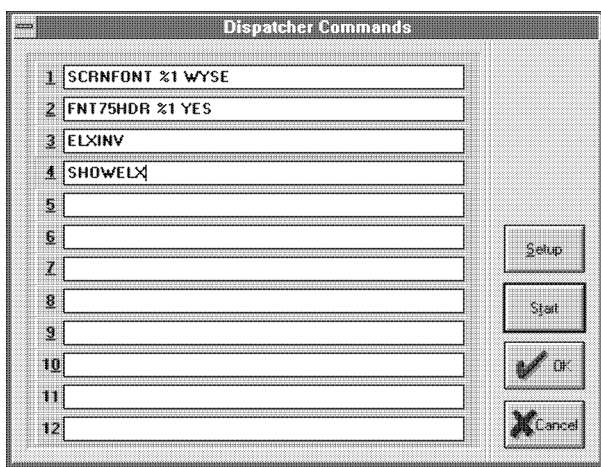 Dispatcher Commands
1 SCRNFONT %1 WYSE
2 FNT75HDR %1 YES
3 ELXINV
4 SHOWELX
5
6
7
8
9
10
11
12
Setup
Start
OK
Cancel